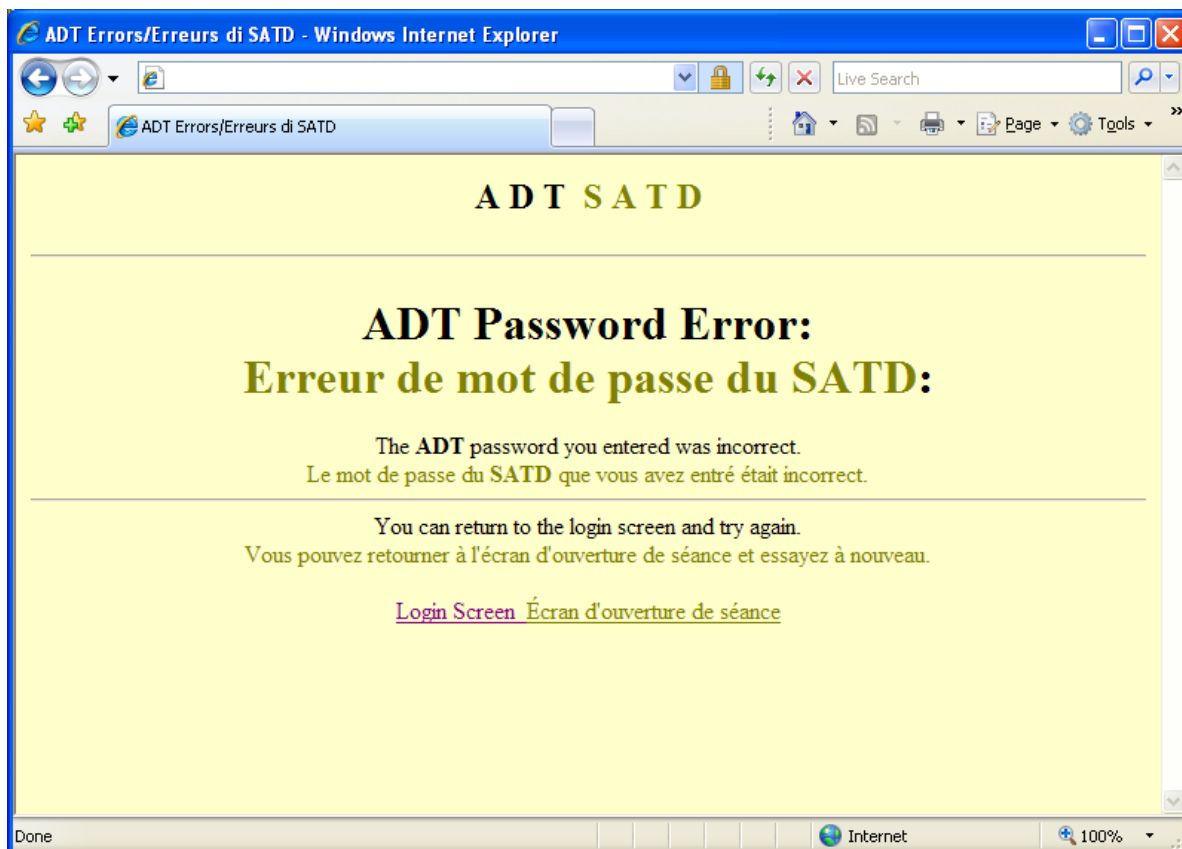 ADT Errors/Erreurs di SATD - Windows Internet Explorer
Live Search
ADT Errors/Erreurs di SATD
Page
Tools
»
A D T S A T D
ADT Password Error:
Erreur de mot de passe du SATD:
The ADT password you entered was incorrect.
Le mot de passe du SATD que vous avez entré était incorrect.
You can return to the login screen and try again.
Vous pouvez retourner à l'écran d'ouverture de séance et essayez à nouveau.
Login Screen Écran d'ouverture de séance
Done
Internet
100%